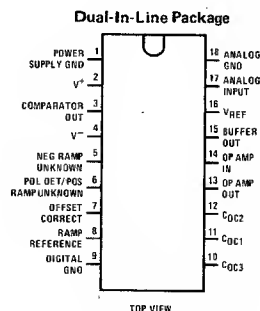 Dual-In-Line Package
POWER SUPPLY GND 1
V+ 2
COMPARATOR OUT 3
V− 4
NEG RAMP UNKNOWN 5
POL DET/POS RAMP UNKNOWN 6
OFFSET CORRECT 7
RAMP REFERENCE 8
DIGITAL GND 9
18 ANALOG GND
17 ANALOG INPUT
16 VREF
15 BUFFER OUT
14 OP AMP IN
13 OP AMP OUT
12 COC2
11 COC1
10 COC3
TOP VIEW